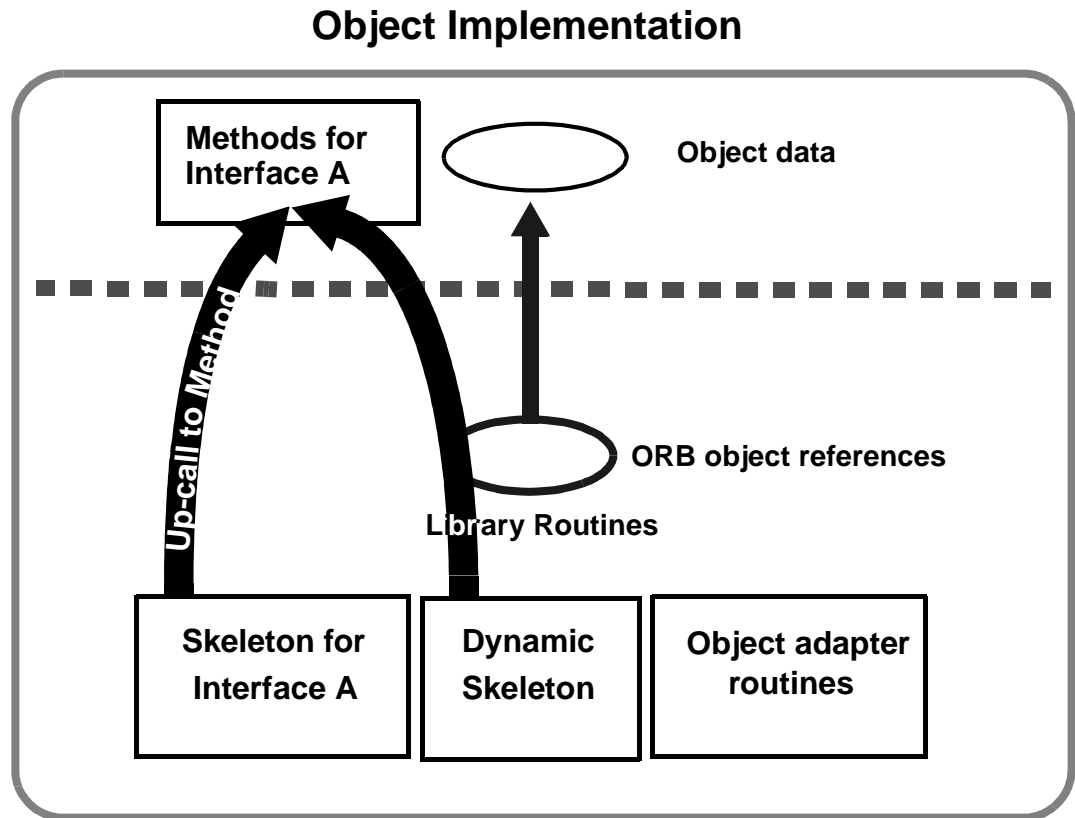 Object Implementation
Methods for
Interface A
Object data
Up-call to Method
ORB object references
Library Routines
Skeleton for
Interface A
Dynamic
Skeleton
Object adapter
routines